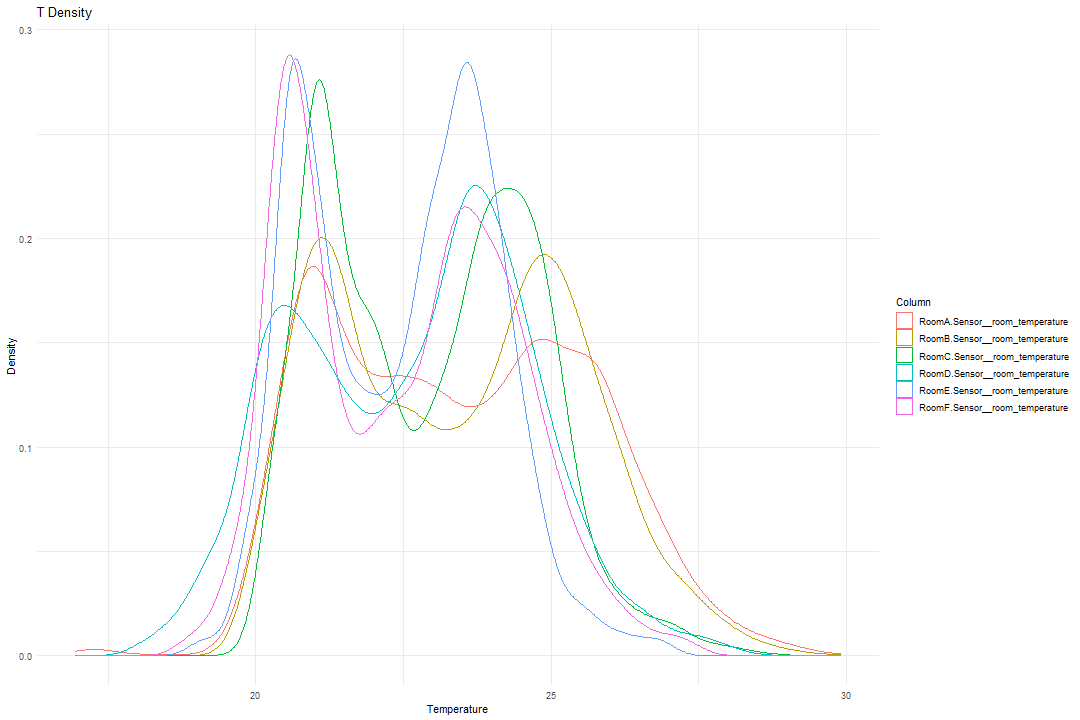 T Density
0.3
0.2
0.1
0.0
Density
20
25
30
Temperature
Column
RoomA.Sensor__room_temperature
RoomB.Sensor__room_temperature
RoomC.Sensor__room_temperature
RoomD.Sensor__room_temperature
RoomE.Sensor__room_temperature
RoomF.Sensor__room_temperature